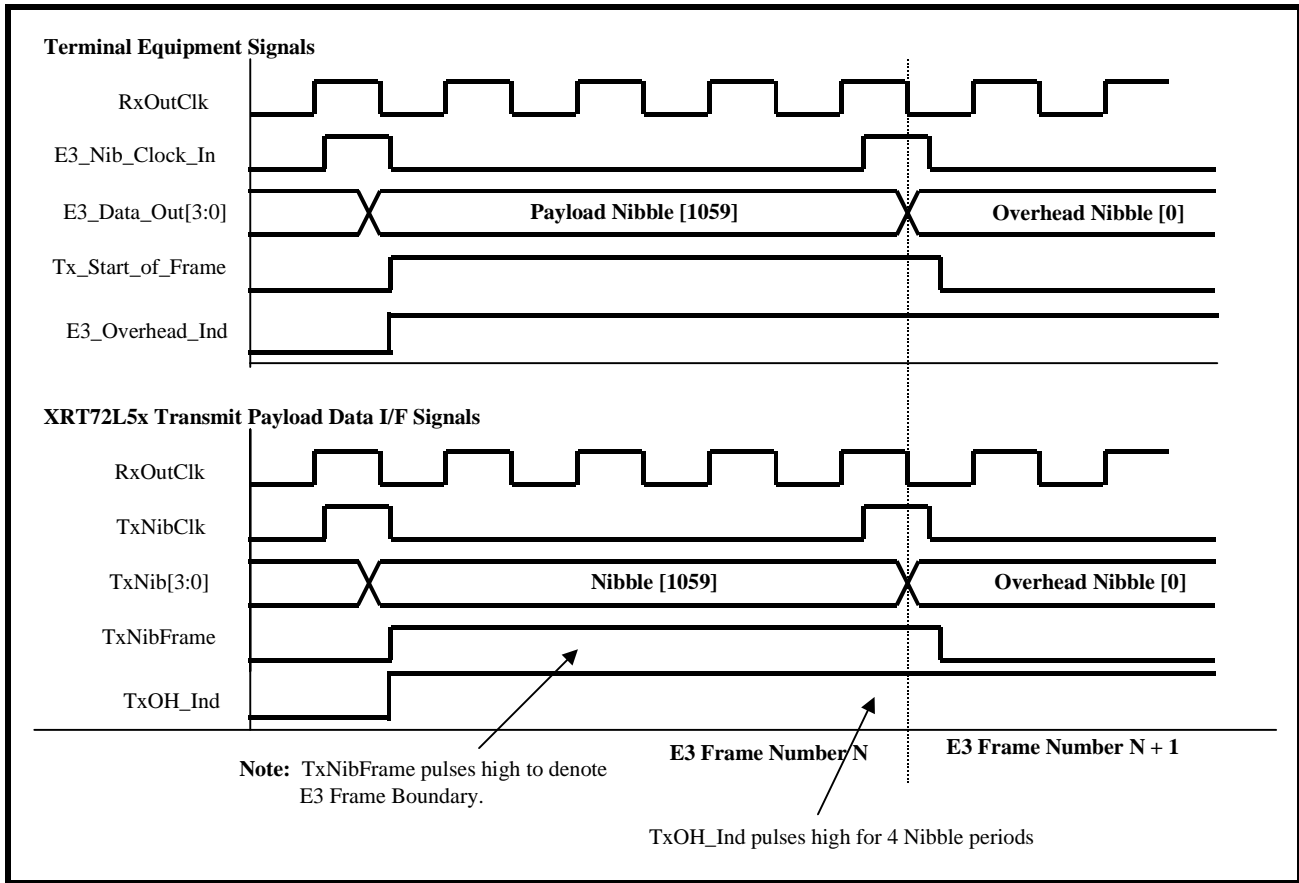 Terminal Equipment Signals
RxOutClk
E3_Nib_Clock_In
E3_Data_Out[3:0]
Payload Nibble [1059]
Overhead Nibble [0]
Tx_Start_of_Frame
E3_Overhead_Ind
XRT72L5x Transmit Payload Data I/F Signals
RxOutClk
TxNibClk
TxNib[3:0]
Nibble [1059]
Overhead Nibble [0]
TxNibFrame
TxOH_Ind
E3 Frame Number N
E3 Frame Number N + 1
Note: TxNibFrame pulses high to denote
E3 Frame Boundary.
TxOH_Ind pulses high for 4 Nibble periods